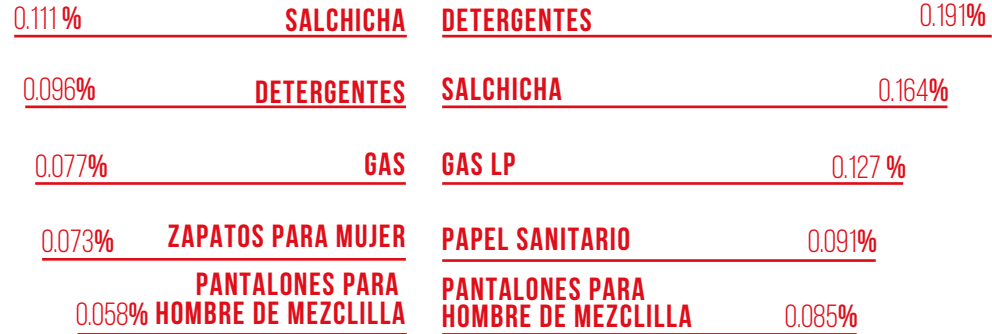 0.111 % SALCHICHA
0.096% DETERGENTES
0.077% GAS
0.073% ZAPATOS PARA MUJER
PANTALONES PARA
0.058% HOMBRE DE MEZCLILLA
DETERGENTES 0.191%
SALCHICHA 0.164%
GAS LP 0.127 %
PAPEL SANITARIO 0.091%
PANTALONES PARA
HOMBRE DE MEZCLILLA 0.085%